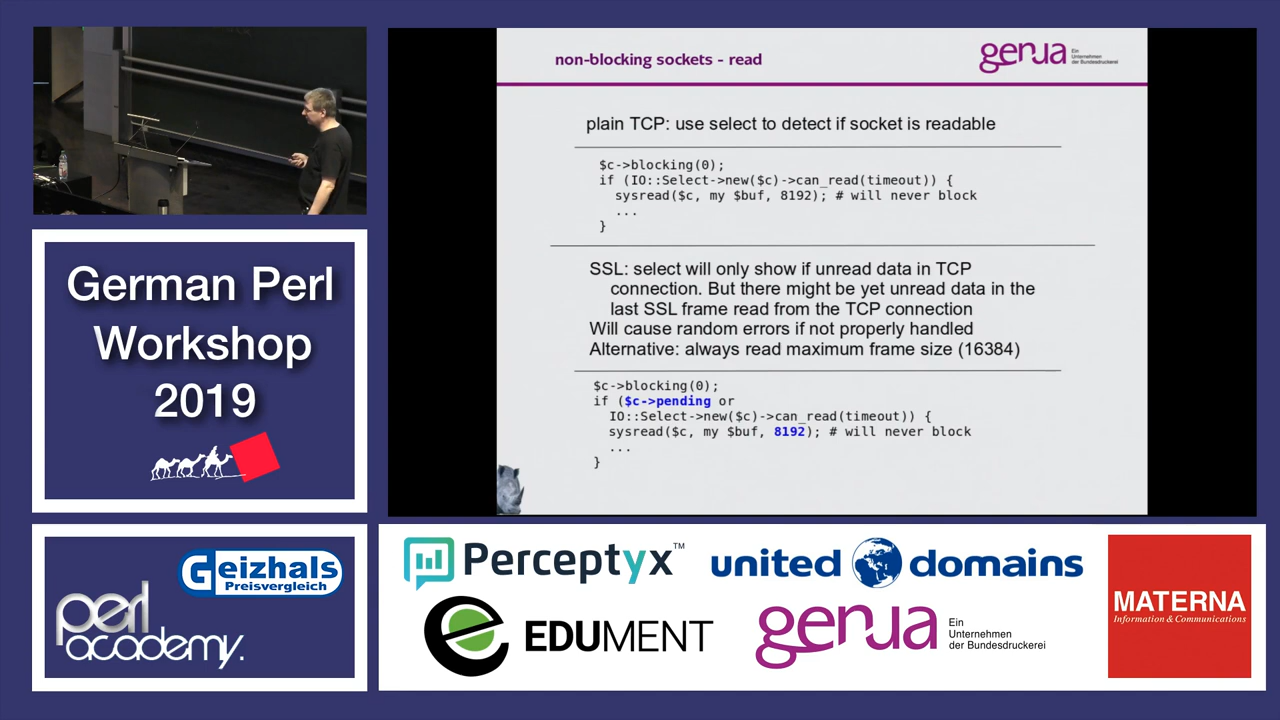 non-blocking sockets - read
genua
Ein
Unternehmen
der Bundesdruckerei
plain TCP: use select to detect if socket is readable
$c->blocking(0);
if (IO::Select->new($c)->can_read(timeout)) {
sysread($c, my $buf, 8192); # will never block
...
}
SSL: select will only show if unread data in TCP
connection. But there might be yet unread data in the
last SSL frame read from the TCP connection
Will cause random errors if not properly handled
Alternative: always read maximum frame size (16384)
$c->blocking(0);
if ($c->pending or
IO::Select->new($c)->can_read(timeout)) {
sysread($c, my $buf, 8192); # will never block
...
}
German Perl
Workshop
2019
Geizhals
Preisvergleich
perl
academy.
Perceptyx™
united domains
EDUMENT
genua
Ein
Unternehmen
der Bundesdruckerei
MATERNA
Information & Communications